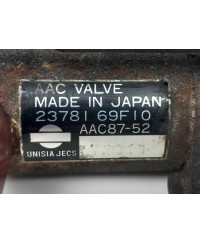 AAC VALVE
MADE IN JAPAN
23781 69F10
AAC87-52
UNISIA JECS